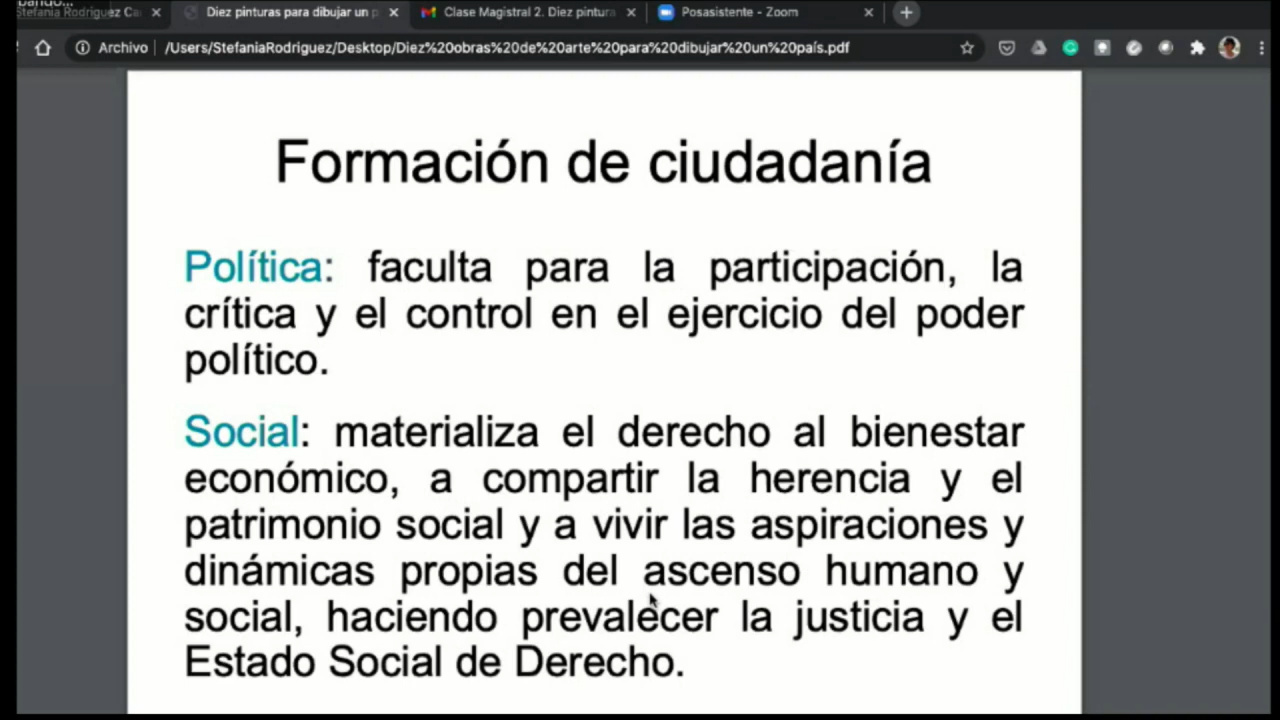 Stefania Rodriguez
Diez pinturas para dibujar un p
Clase Magistral 2. Diez pintura
Posasistente - Zoom
Archivo
/Users/StefaniaRodriguez/Desktop/Diez%20obras%20de%20arte%20para%20dibujar%20un%20país.pdf
Formación de ciudadanía
Política: faculta para la participación, la
crítica y el control en el ejercicio del poder
político.
Social: materializa el derecho al bienestar
económico, a compartir la herencia y el
patrimonio social y a vivir las aspiraciones y
dinámicas propias del ascenso humano y
social, haciendo prevalecer la justicia y el
Estado Social de Derecho.